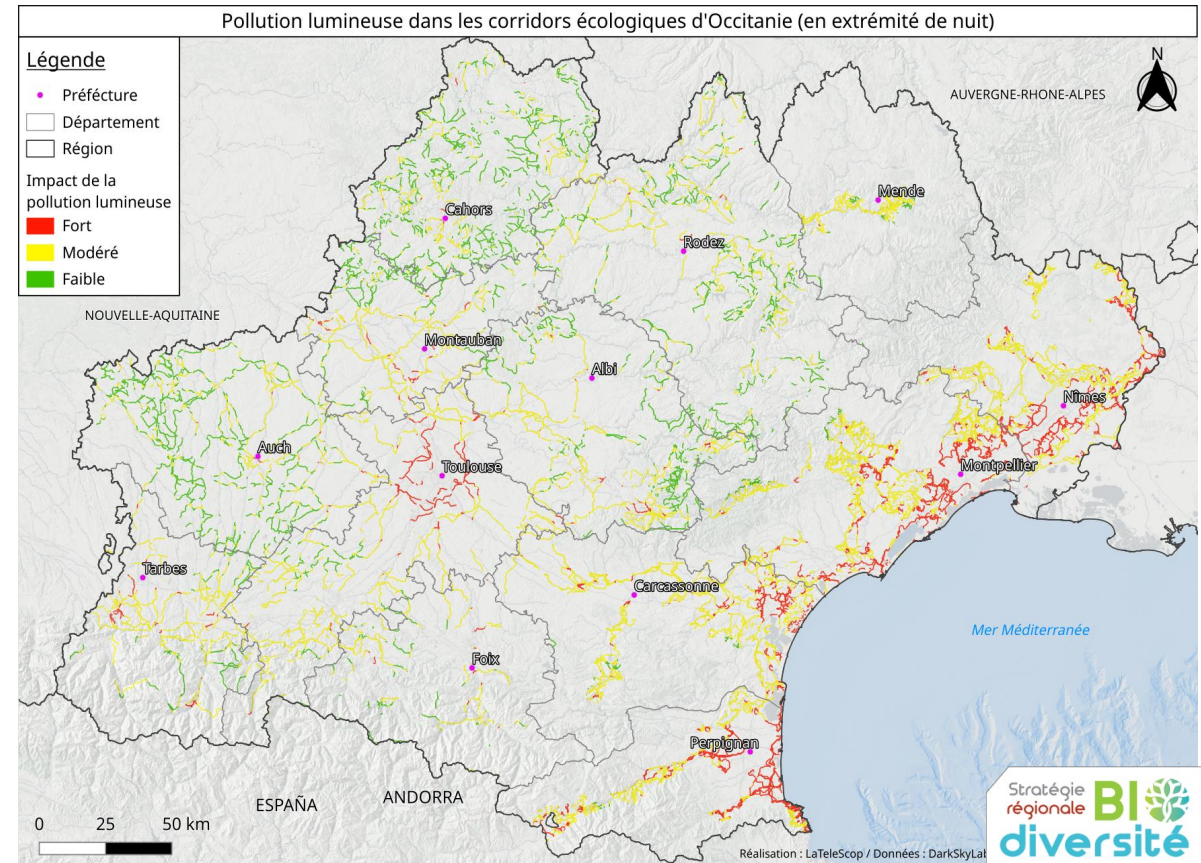 Pollution lumineuse dans les corridors écologiques d'Occitanie (en extrémité de nuit)
Légende
Préfécture
Département
Région
Impact de la
pollution lumineuse
Fort
Modéré
Faible
N
AUVERGNE-RHONE-ALPES
Mende
Cahors
Rodez
NOUVELLE-AQUITAINE
Montauban
Albi
Nîmes
Auch
Toulouse
Montpellier
Tarbes
Carcassonne
Mer Méditerranée
Foix
Perpignan
ESPAÑA
ANDORRA
0 25 50 km
Stratégie
régionale
BI
diversité
Réalisation : LaTeleScop / Données : DarkSkyLab